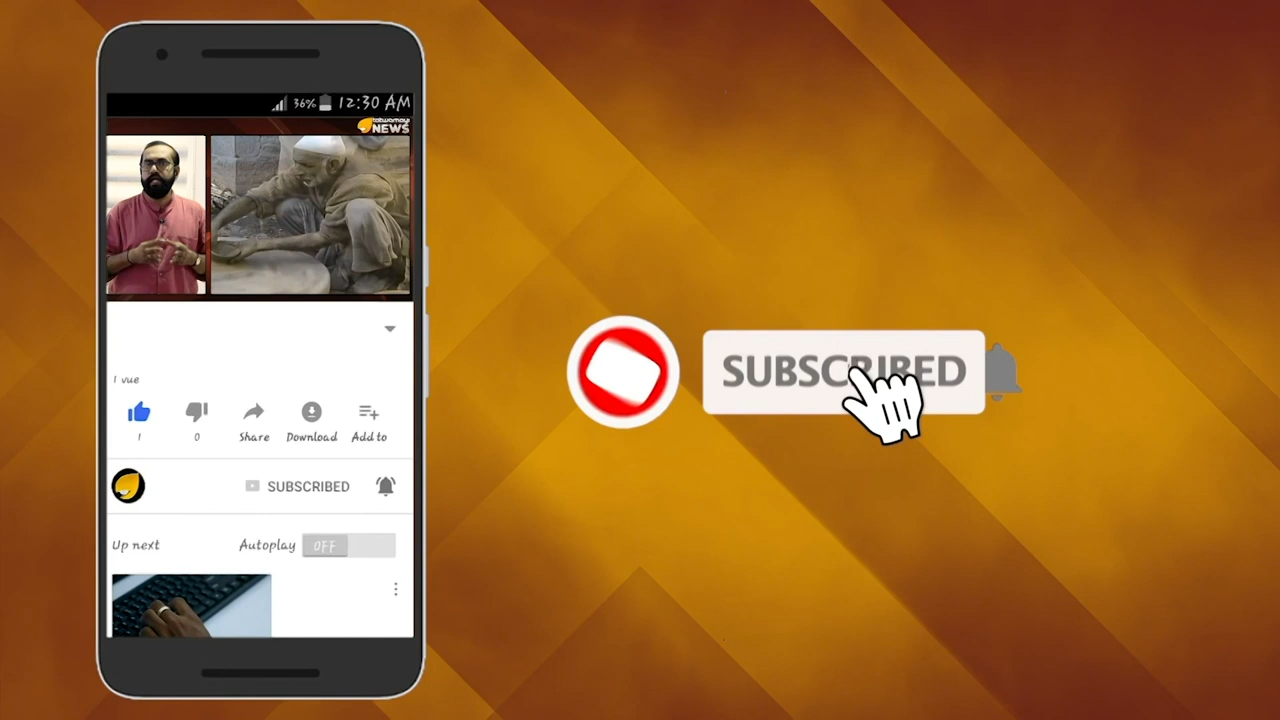 36% 12:30 AM
tatwamayi
NEWS
1 vue
1
0
Share
Download
Add to
SUBSCRIBED
Up next
Autoplay
OFF
SUBSCRIBED